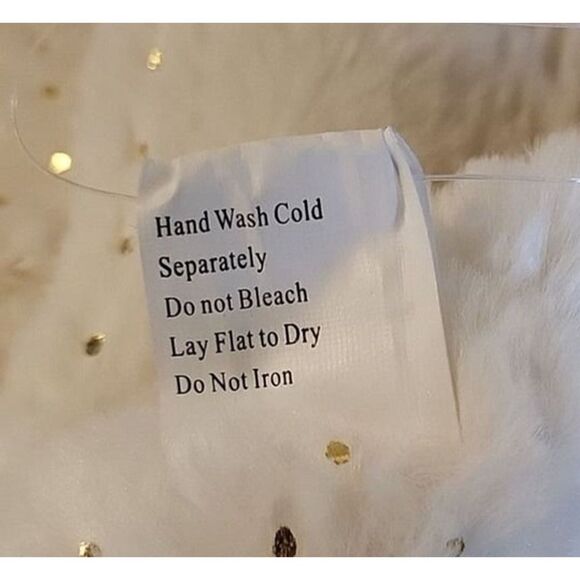 Hand Wash Cold
Separately
Do not Bleach
Lay Flat to Dry
Do Not Iron